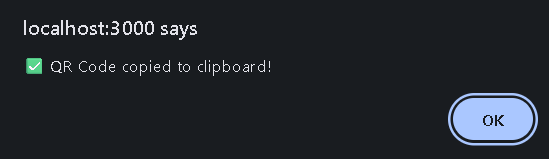 localhost:3000 says
✅ QR Code copied to clipboard!
OK